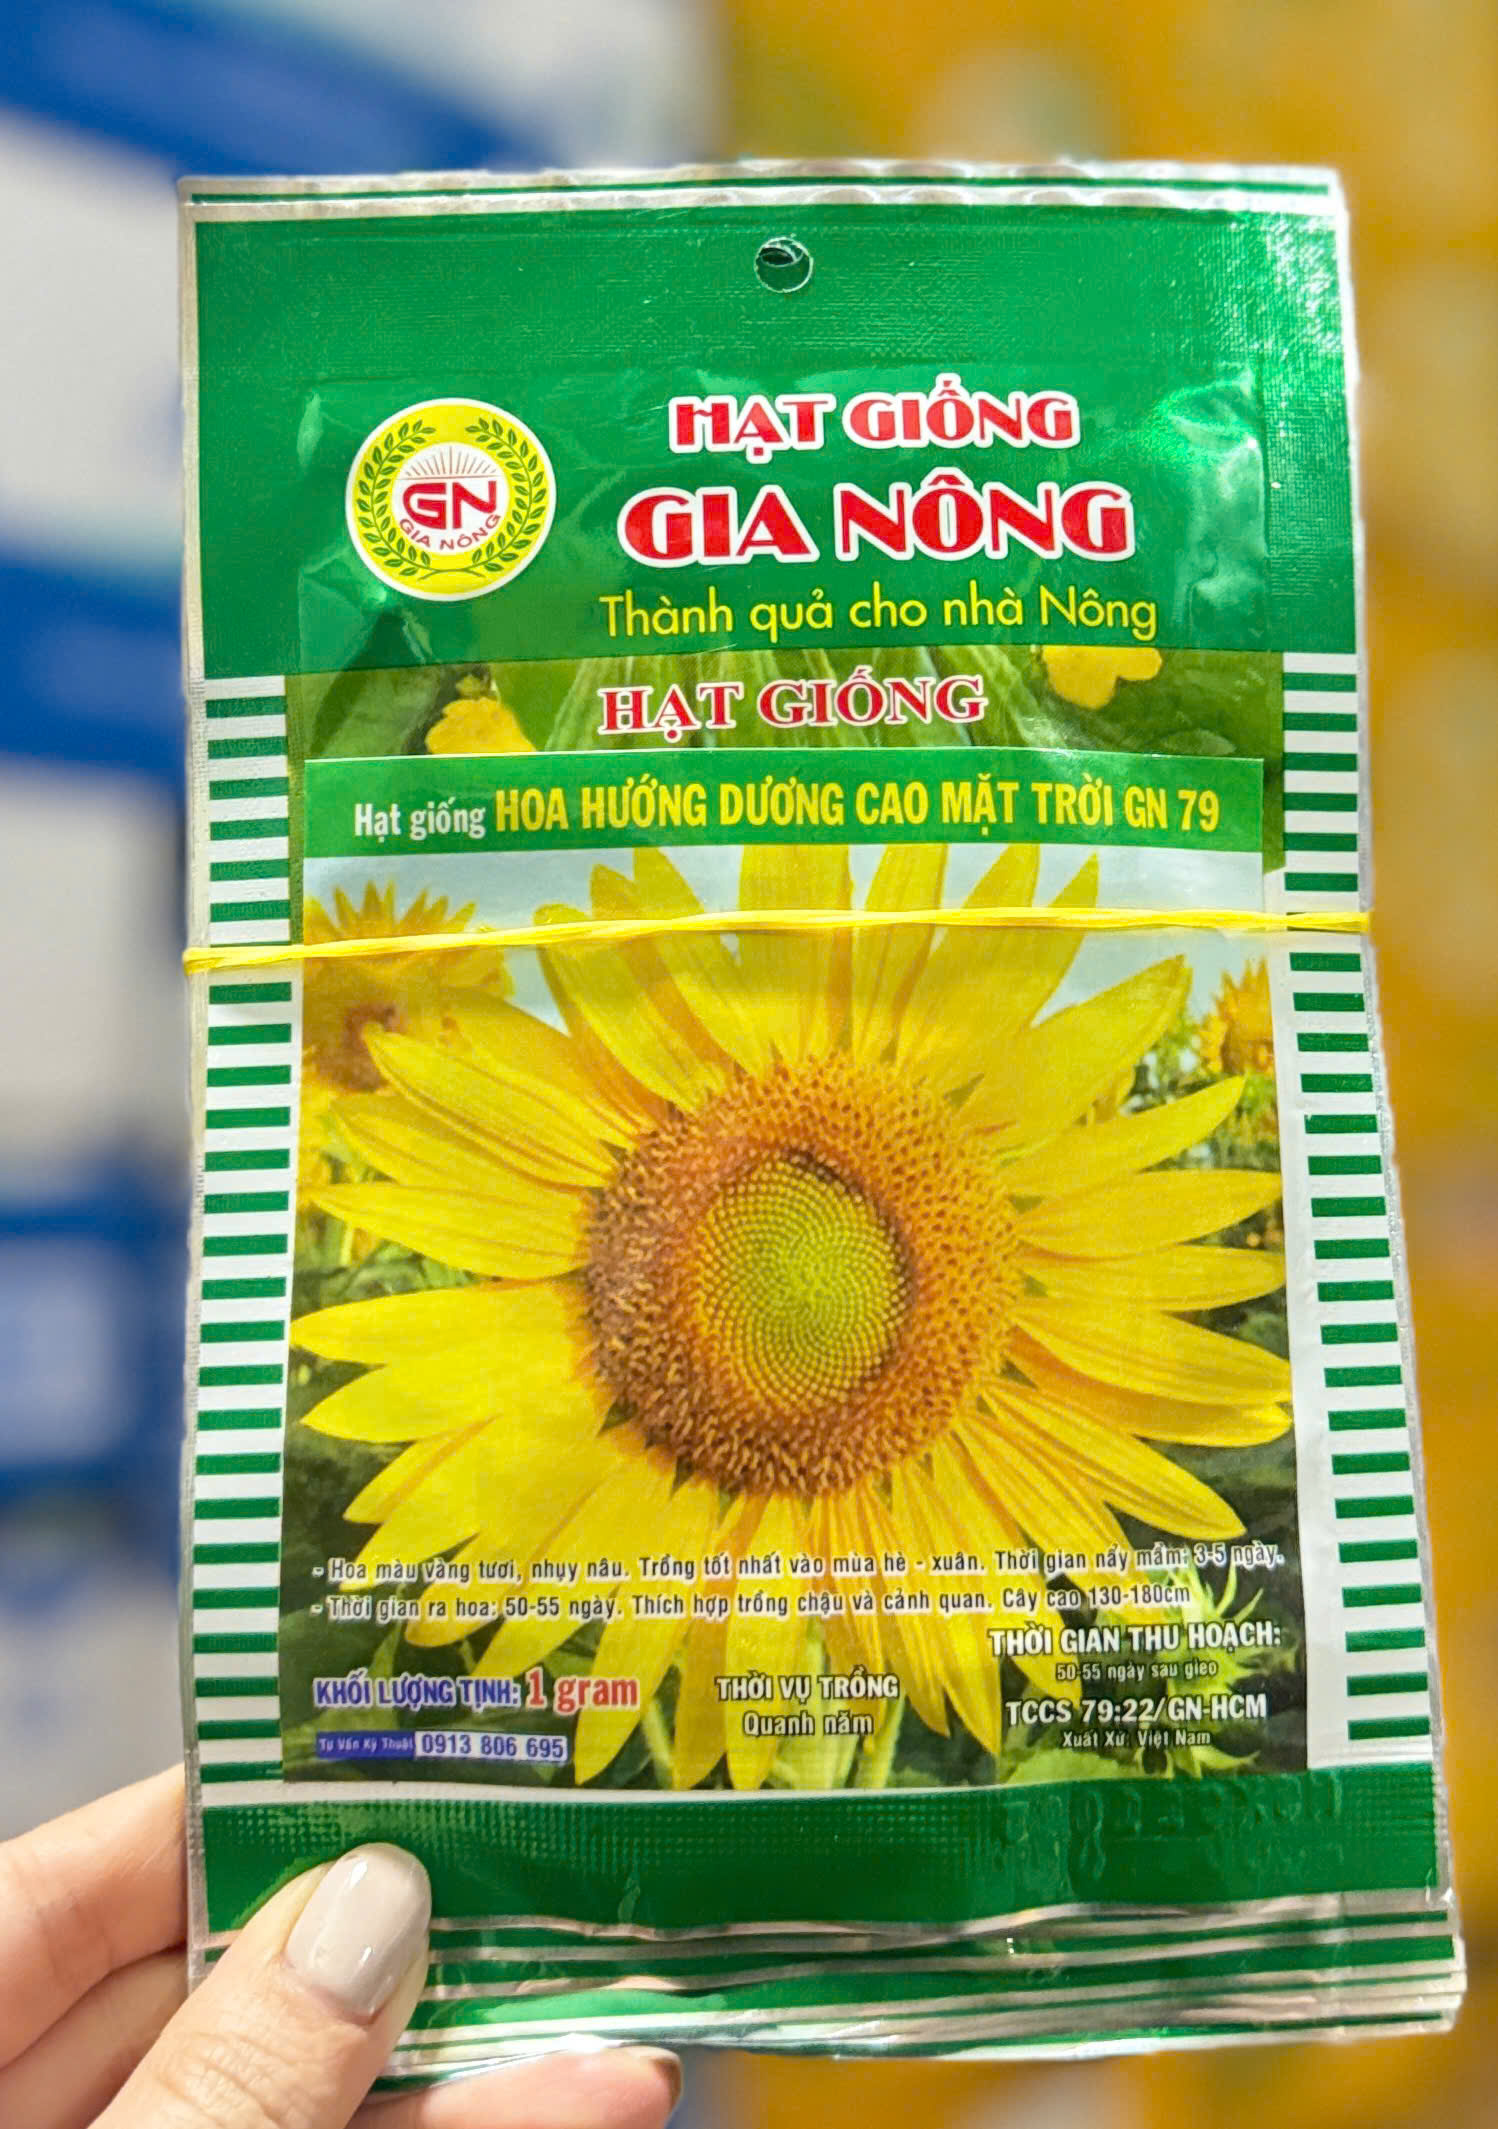 GN
GIA NÔNG
HẠT GIỐNG
GIA NÔNG
Thành quả cho nhà Nông
HẠT GIỐNG
Hạt giống HOA HƯỚNG DƯƠNG CAO MẶT TRỜI GN 79
- Hoa màu vàng tươi, nhụy nâu. Trồng tốt nhất vào mùa hè - xuân. Thời gian nẩy mầm: 3-5 ngày.
- Thời gian ra hoa: 50-55 ngày. Thích hợp trồng chậu và cảnh quan. Cây cao 130-180cm
THỜI GIAN THU HOẠCH:
50-55 ngày sau gieo
KHỐI LƯỢNG TỊNH: 1 gram
THỜI VỤ TRỒNG
Quanh năm
TCCS 79:22/GN-HCM
Xuất Xứ: Việt Nam
Tư Vấn Kỹ Thuật 0913 806 695